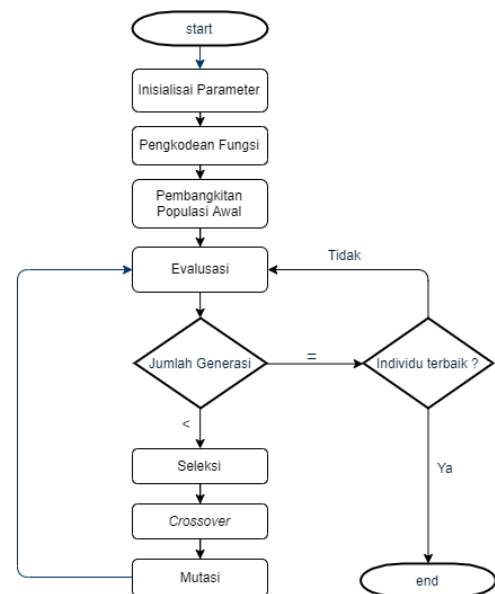 start
Inisialisai Parameter
Pengkodean Fungsi
Pembangkitan
Populasi Awal
Evalusasi
Tidak
Jumlah Generasi
=
Individu terbaik ?
<
Seleksi
Ya
Crossover
Mutasi
end